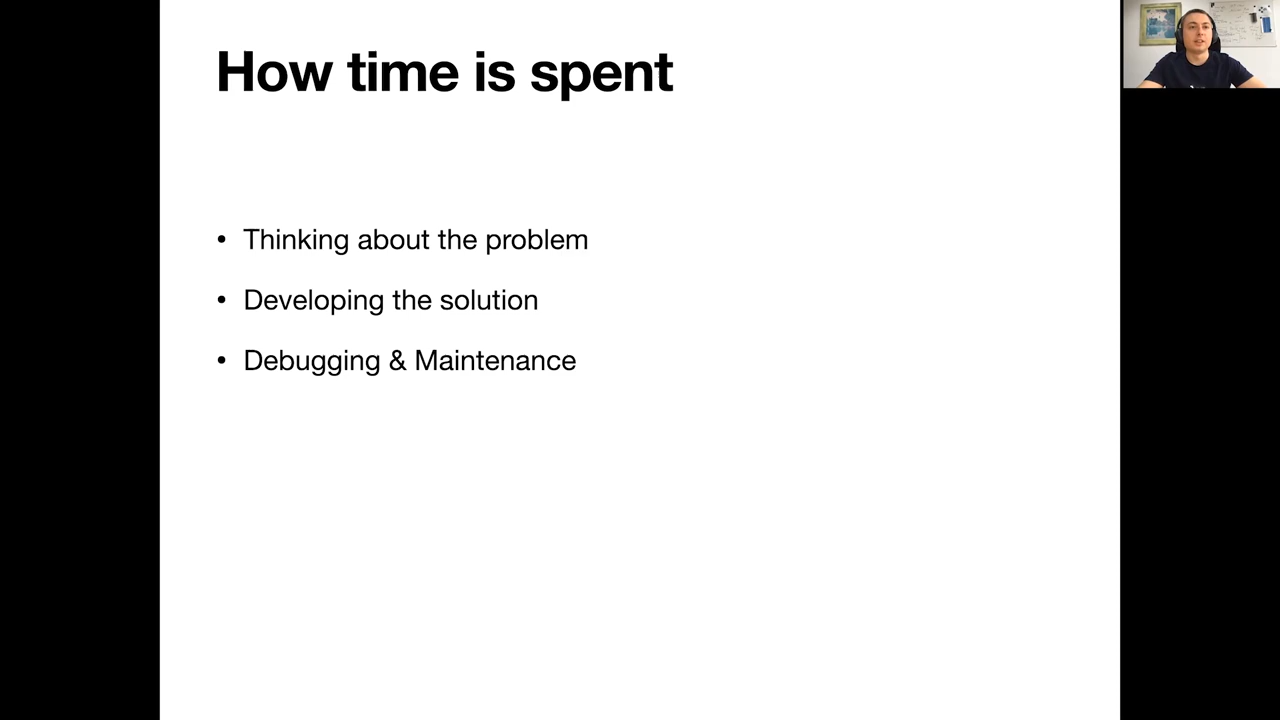 How time is spent
• Thinking about the problem
• Developing the solution
• Debugging & Maintenance